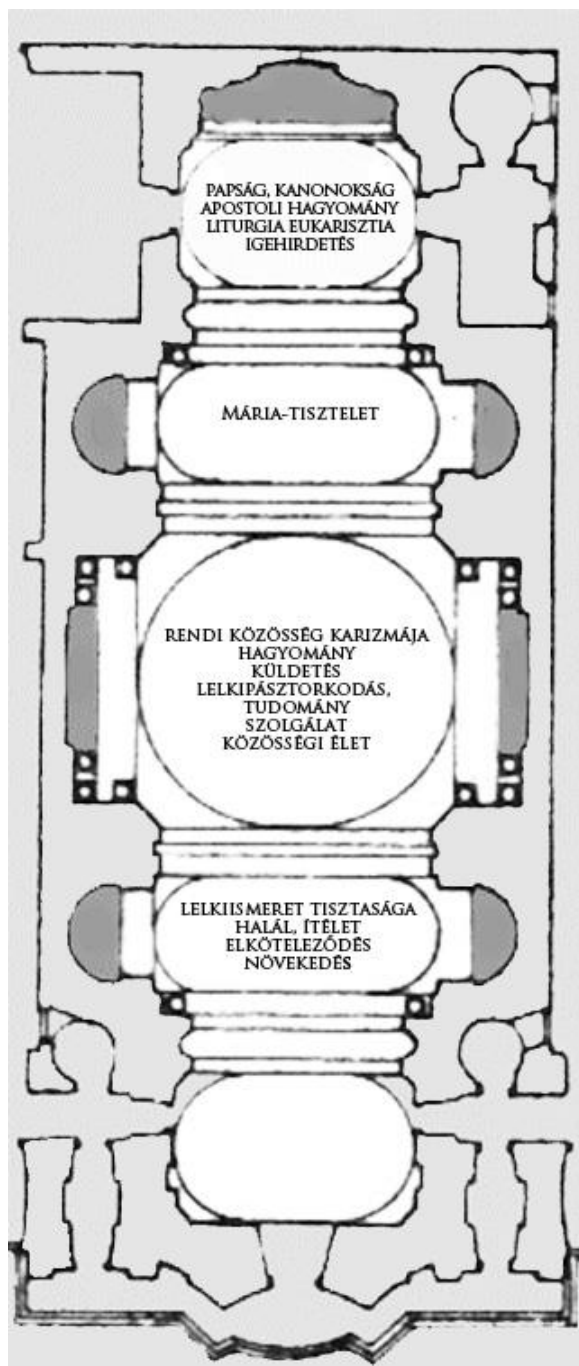 PAPSÁG, KANONOKSÁG
APOSTOLI HAGYOMÁNY
LITURGIA EUKARISZTIA
IGEHIRDETÉS
MÁRIA-TISZTELET
RENDI KÖZÖSSÉG KARIZMÁJA
HAGYOMÁNY
KÜLDETÉS
LELKIPÁSZTORKODÁS,
TUDOMÁNY
SZOLGÁLAT
KÖZÖSSÉGI ÉLET
LELKIISMERET TISZTASÁGA
HALÁL, ÍTÉLET
ELKÖTELEZŐDÉS
NÖVEKEDÉS